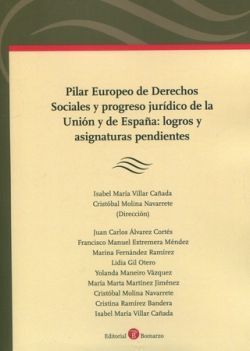 Pilar Europeo de Derechos
Sociales y progreso jurídico de la
Unión y de España: logros y
asignaturas pendientes
Isabel María Villar Cañada
Cristóbal Molina Navarrete
(Dirección)
Juan Carlos Álvarez Cortés
Francisco Manuel Extremera Méndez
Marina Fernández Ramírez
Lidia Gil Otero
Yolanda Maneiro Vázquez
María Marta Martínez Jiménez
Cristóbal Molina Navarrete
Cristina Ramírez Bandera
Isabel María Villar Cañada
Editorial B Bomarzo